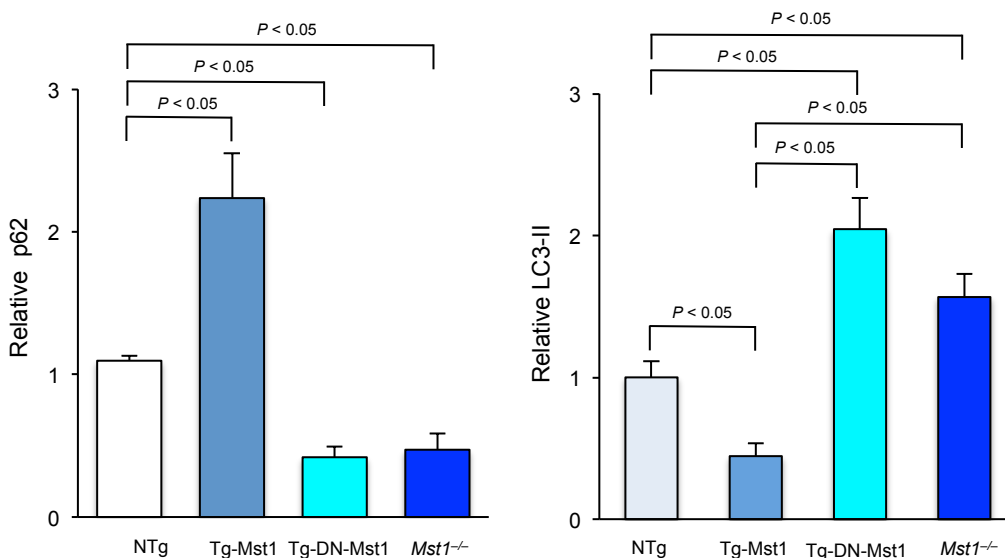 P < 0.05
P < 0.05
P < 0.05
3
2
1
0
Relative p62
NTg
Tg-Mst1
Tg-DN-Mst1
Mst1–/–
P < 0.05
P < 0.05
P < 0.05
P < 0.05
P < 0.05
3
2
1
0
Relative LC3-II
NTg
Tg-Mst1
Tg-DN-Mst1
Mst1–/–